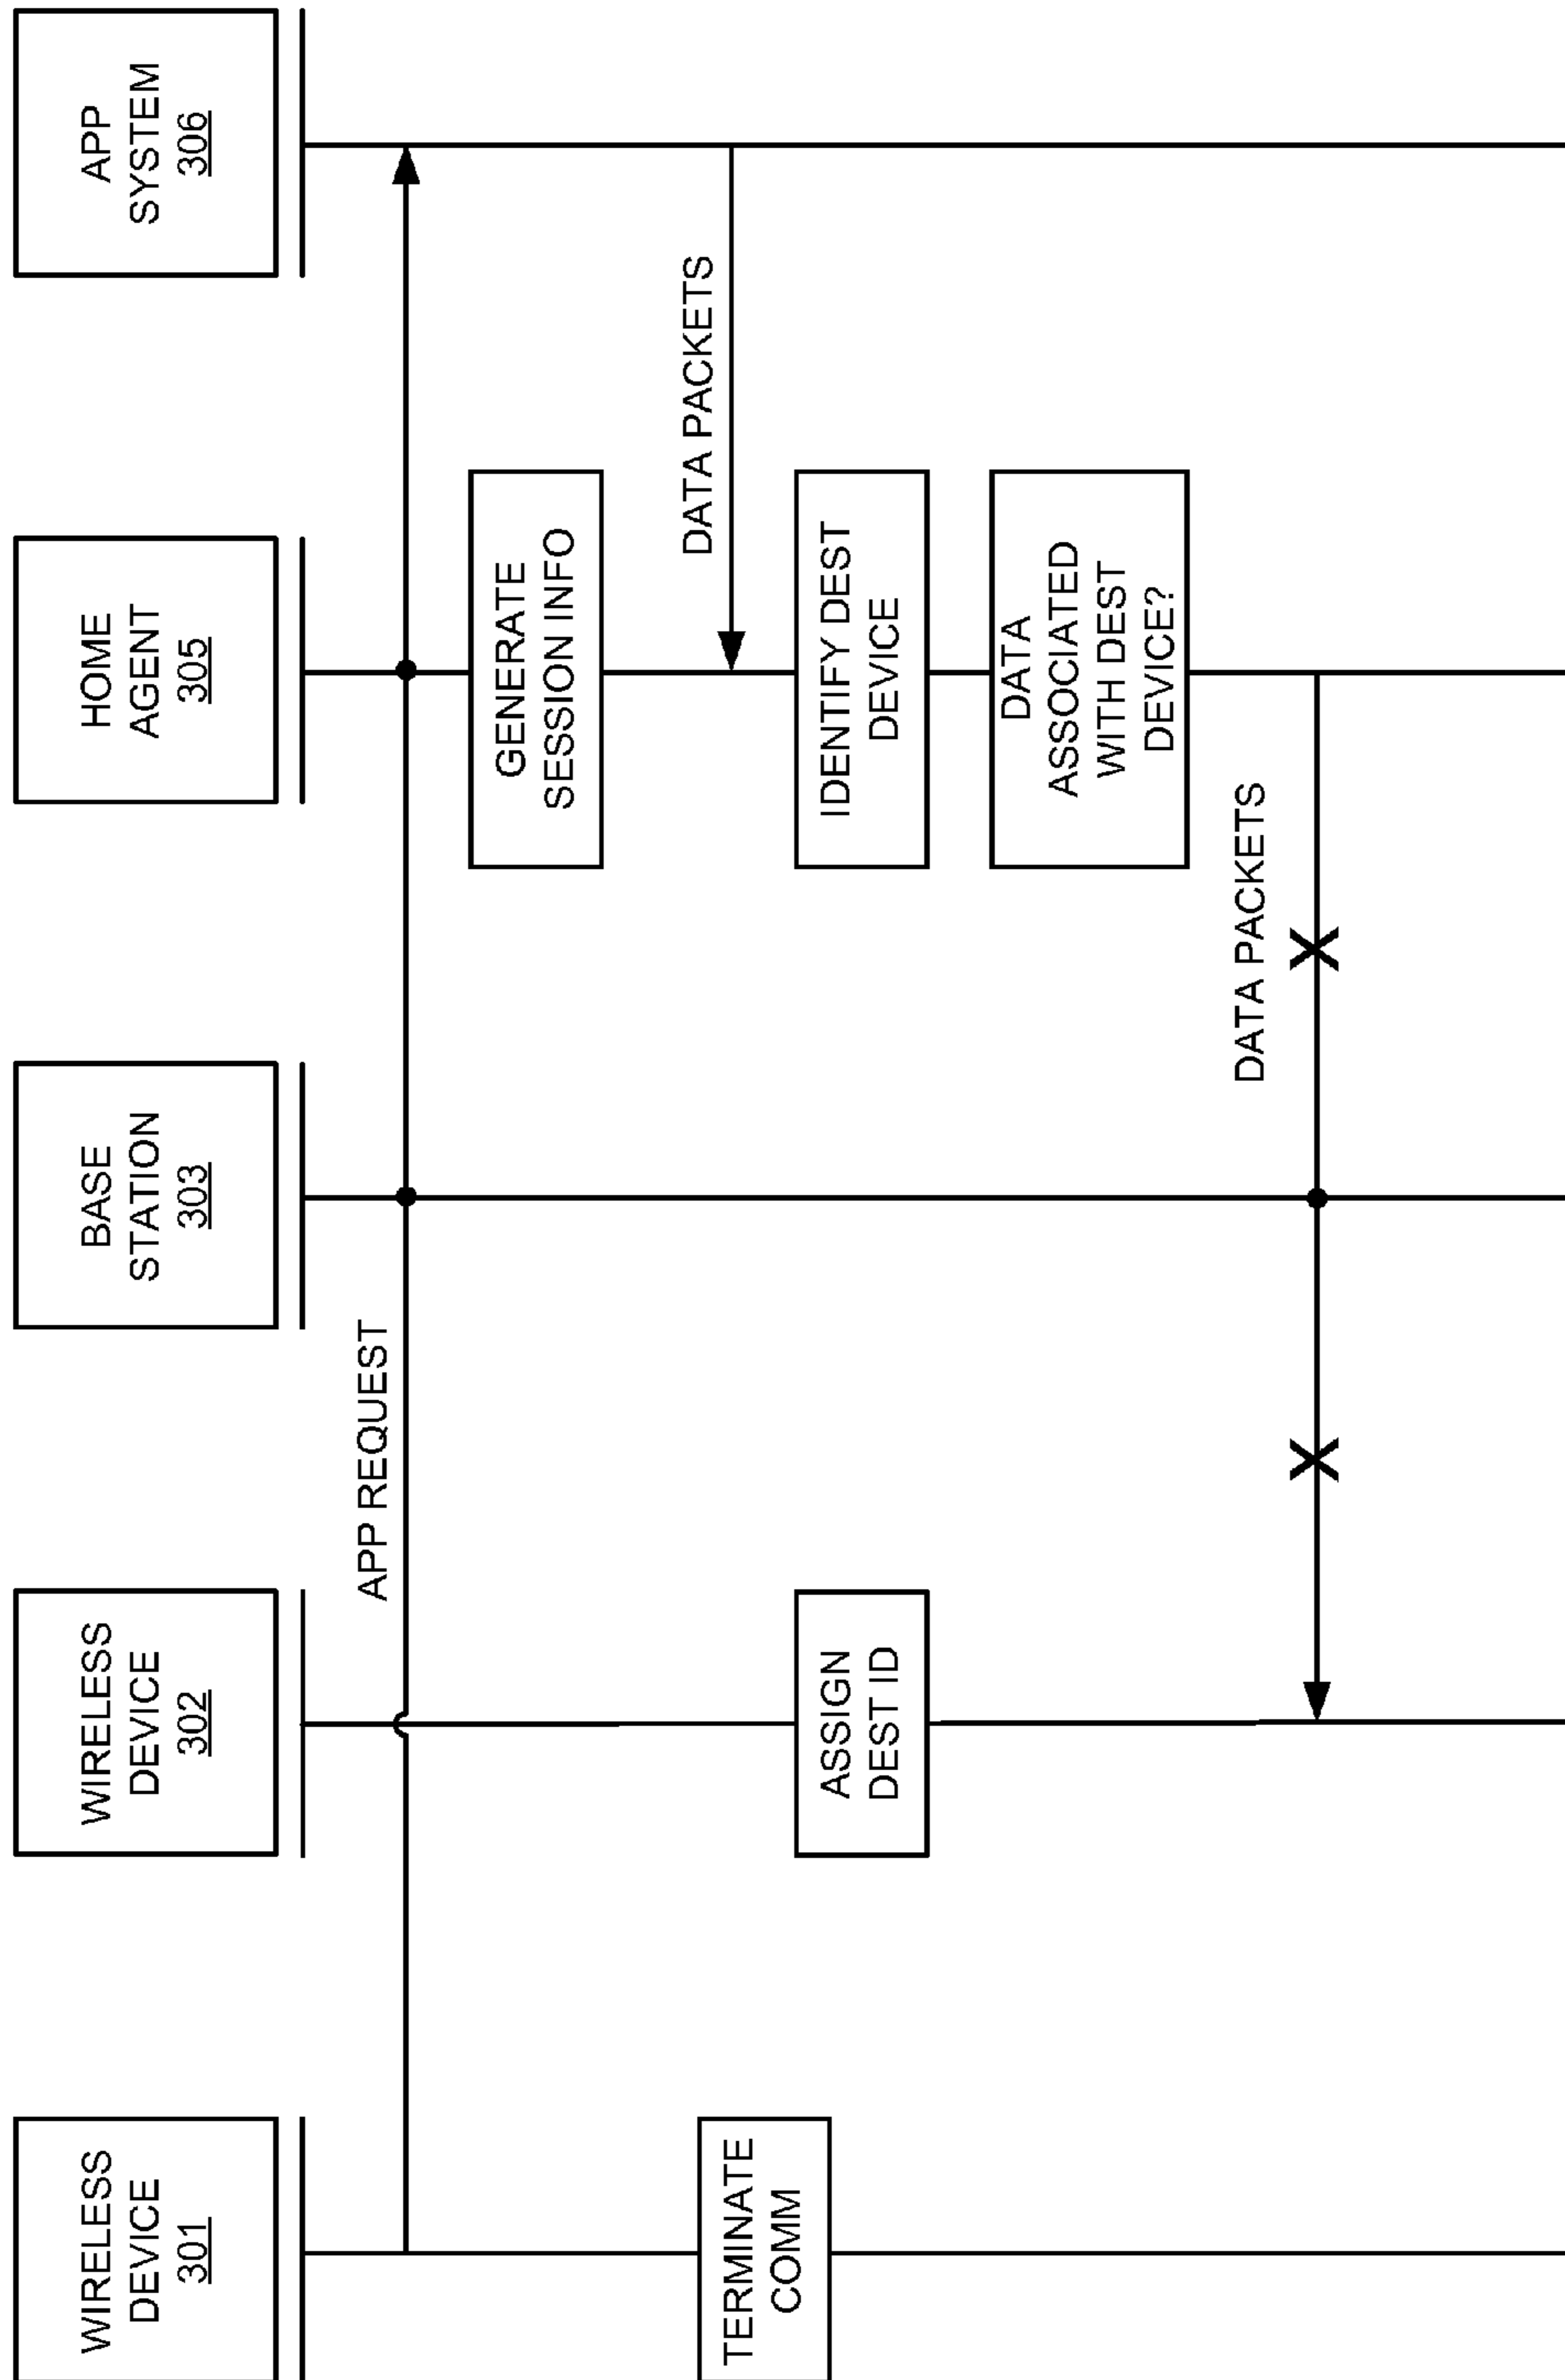 WIRELESS
DEVICE
301
WIRELESS
DEVICE
302
BASE
STATION
303
HOME
AGENT
305
APP
SYSTEM
306
APP REQUEST
GENERATE
SESSION INFO
DATA PACKETS
TERMINATE
COMM
ASSIGN
DEST ID
IDENTIFY DEST
DEVICE
DATA
ASSOCIATED
WITH DEST
DEVICE?
DATA PACKETS
X
X